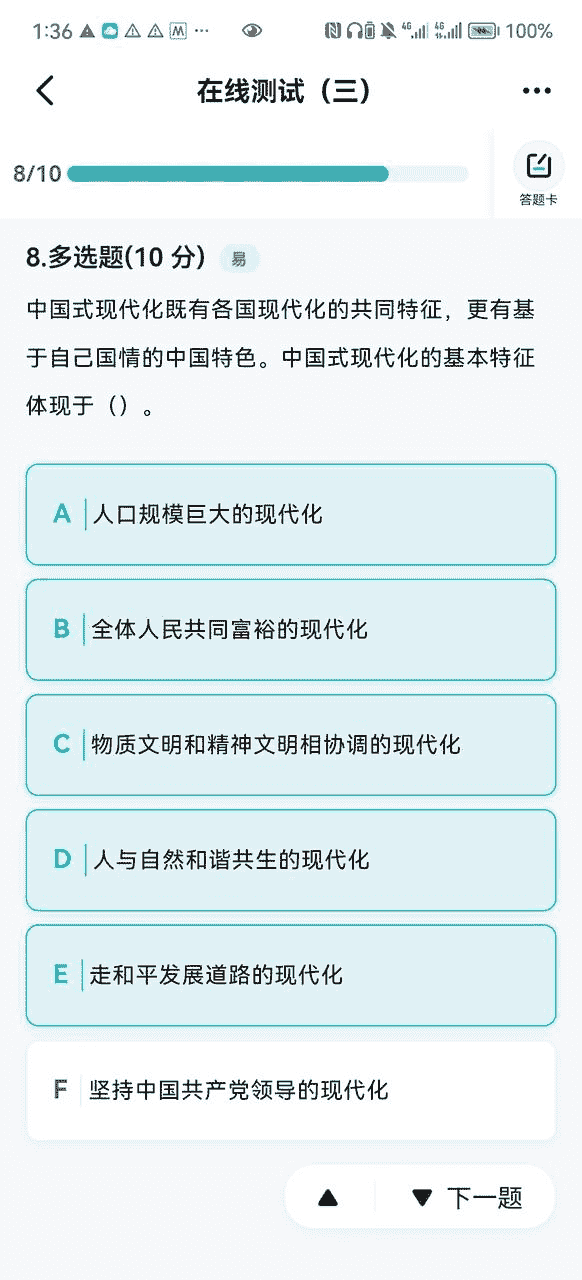 1:36 M ··· 4G 4G 100%
在线测试（三） ···
8/10
答题卡
8.多选题(10 分) 易
中国式现代化既有各国现代化的共同特征，更有基
于自己国情的中国特色。中国式现代化的基本特征
体现于（）。
A 人口规模巨大的现代化
B 全体人民共同富裕的现代化
C 物质文明和精神文明相协调的现代化
D 人与自然和谐共生的现代化
E 走和平发展道路的现代化
F 坚持中国共产党领导的现代化
下一题